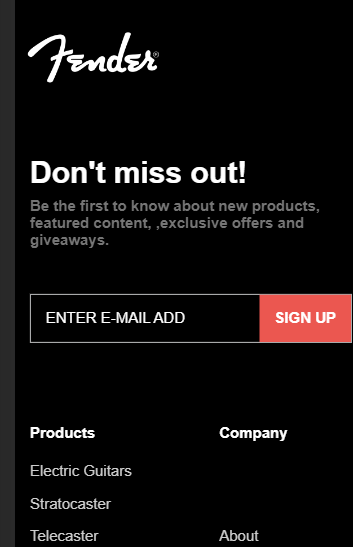 Fender®
Don't miss out!
Be the first to know about new products,
featured content, ,exclusive offers and
giveaways.
ENTER E-MAIL ADD
SIGN UP
Products
Company
Electric Guitars
Stratocaster
Telecaster
About